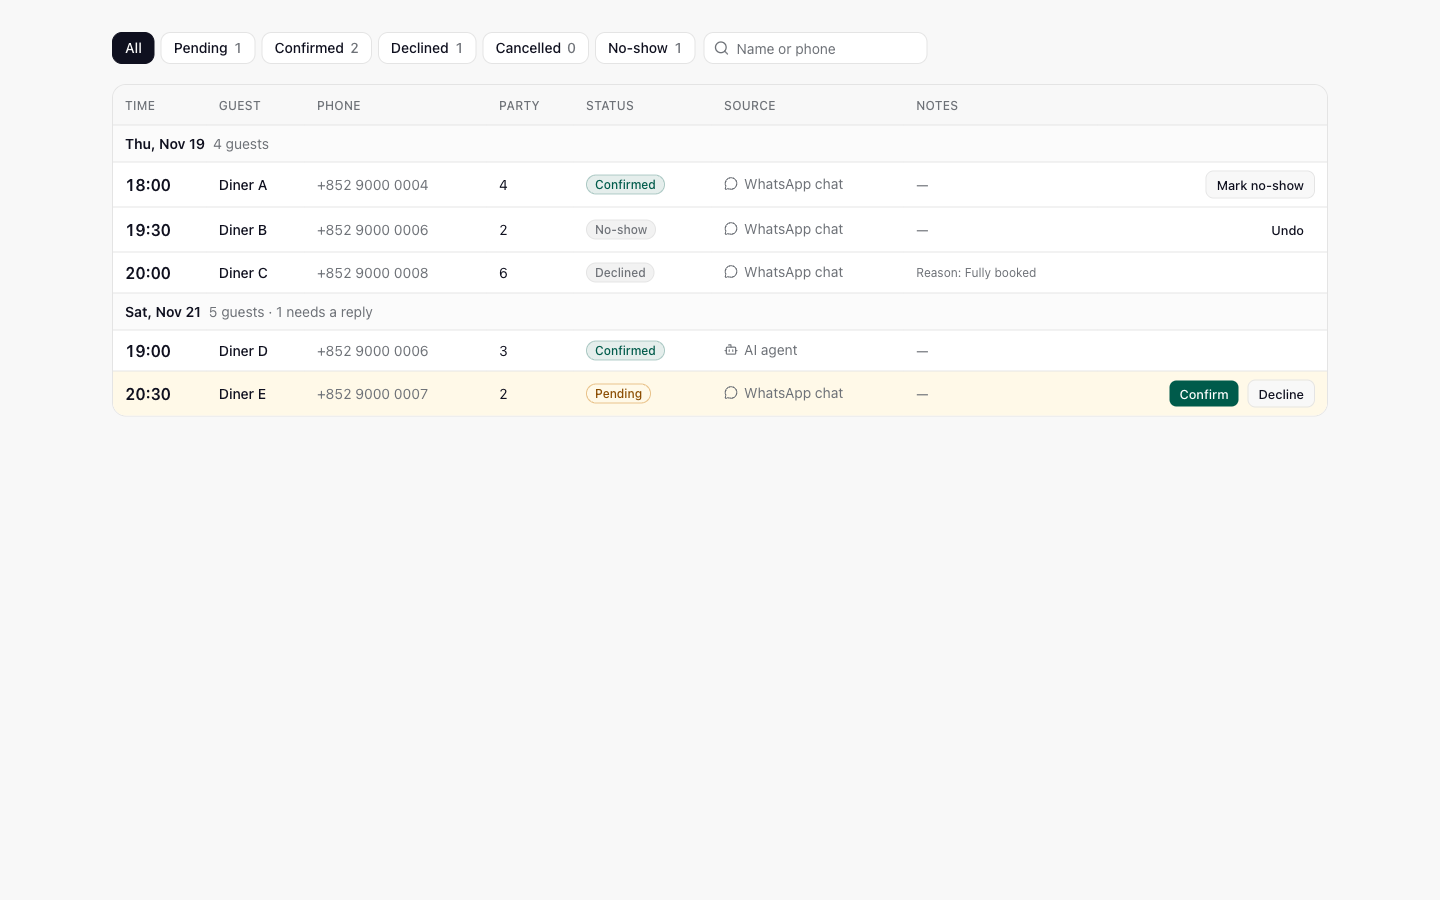 All Pending 1 Confirmed 2 Declined 1 Cancelled 0 No-show 1 Name or phone
TIME GUEST PHONE PARTY STATUS SOURCE NOTES
Thu, Nov 19 4 guests
18:00 Diner A +852 9000 0004 4 Confirmed WhatsApp chat — Mark no-show
19:30 Diner B +852 9000 0006 2 No-show WhatsApp chat — Undo
20:00 Diner C +852 9000 0008 6 Declined WhatsApp chat Reason: Fully booked
Sat, Nov 21 5 guests · 1 needs a reply
19:00 Diner D +852 9000 0006 3 Confirmed AI agent —
20:30 Diner E +852 9000 0007 2 Pending WhatsApp chat — Confirm Decline